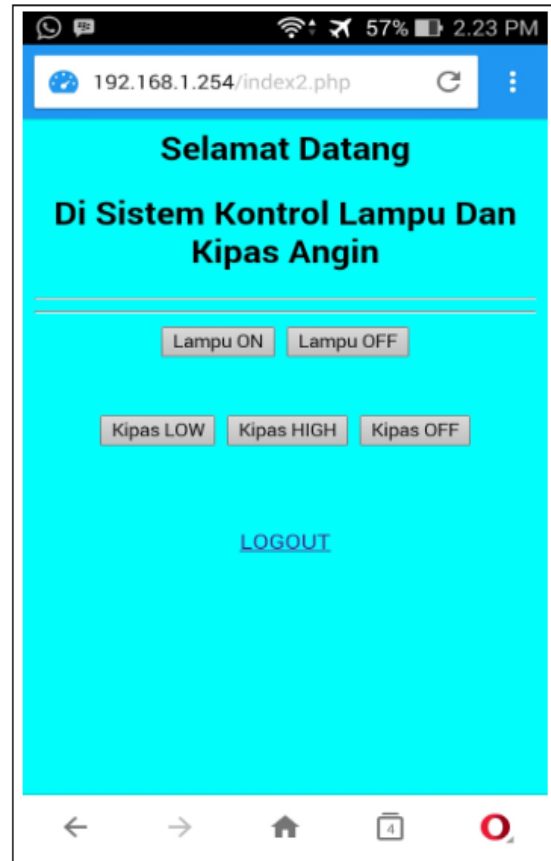 57% 2.23 PM
192.168.1.254/index2.php
Selamat Datang
Di Sistem Kontrol Lampu Dan
Kipas Angin
Lampu ON Lampu OFF
Kipas LOW Kipas HIGH Kipas OFF
LOGOUT
4